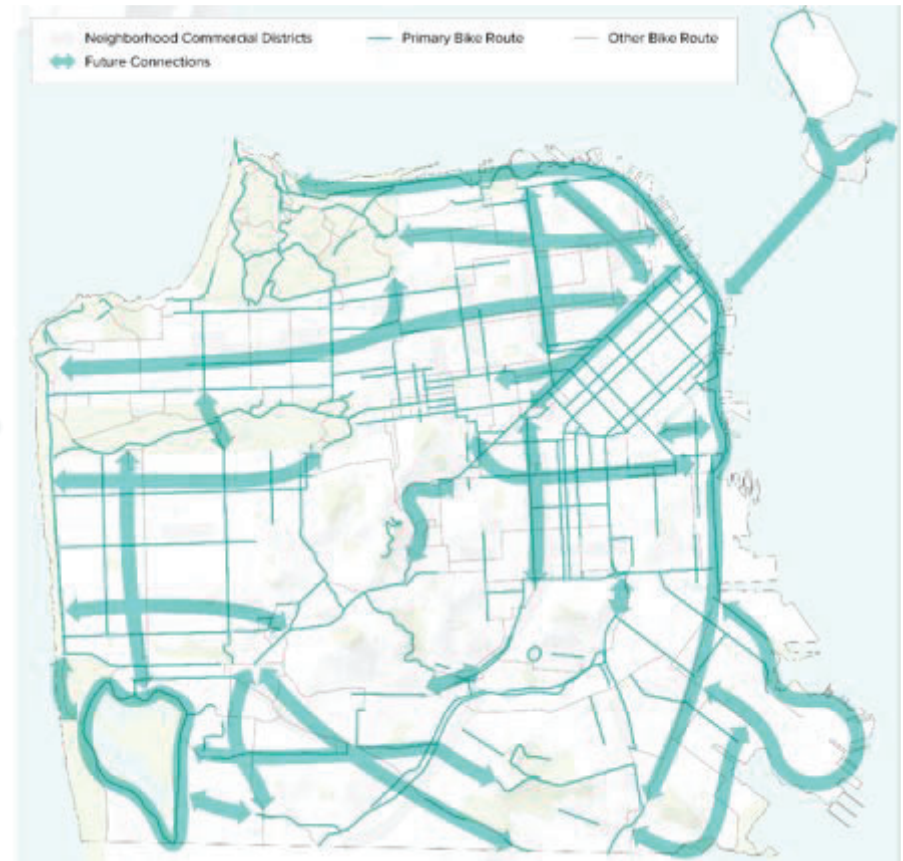 Neighborhood Commercial Districts Primary Bike Route Other Bike Route
Future Connections